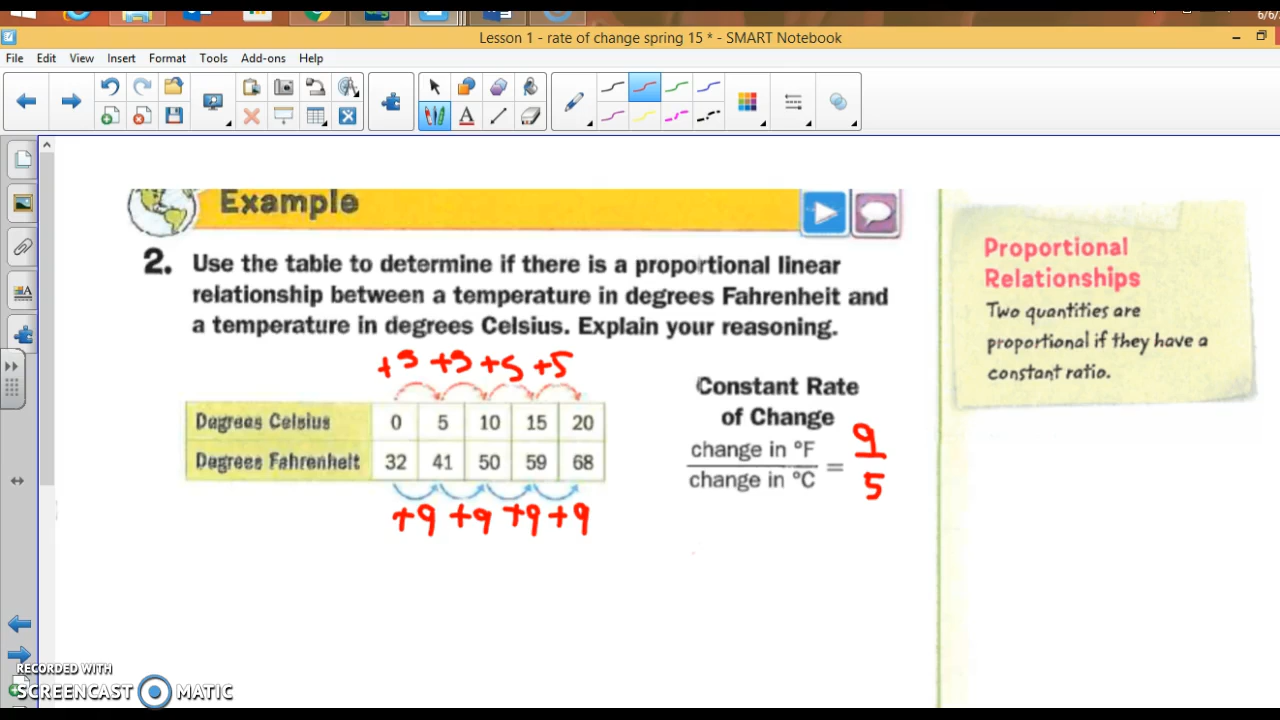 6/6/
Lesson 1 - rate of change spring 15 * - SMART Notebook
File Edit View Insert Format Tools Add-ons Help
Example
2. Use the table to determine if there is a proportional linear
relationship between a temperature in degrees Fahrenheit and
a temperature in degrees Celsius. Explain your reasoning.
+5 +5 +5 +5
Degrees Celsius 0 5 10 15 20
Degrees Fahrenheit 32 41 50 59 68
+9 +9 +9 +9
Constant Rate
of Change
change in °F
change in °C
=
9
5
Proportional
Relationships
Two quantities are
proportional if they have a
constant ratio.
RECORDED WITH
SCREENCAST MATIC